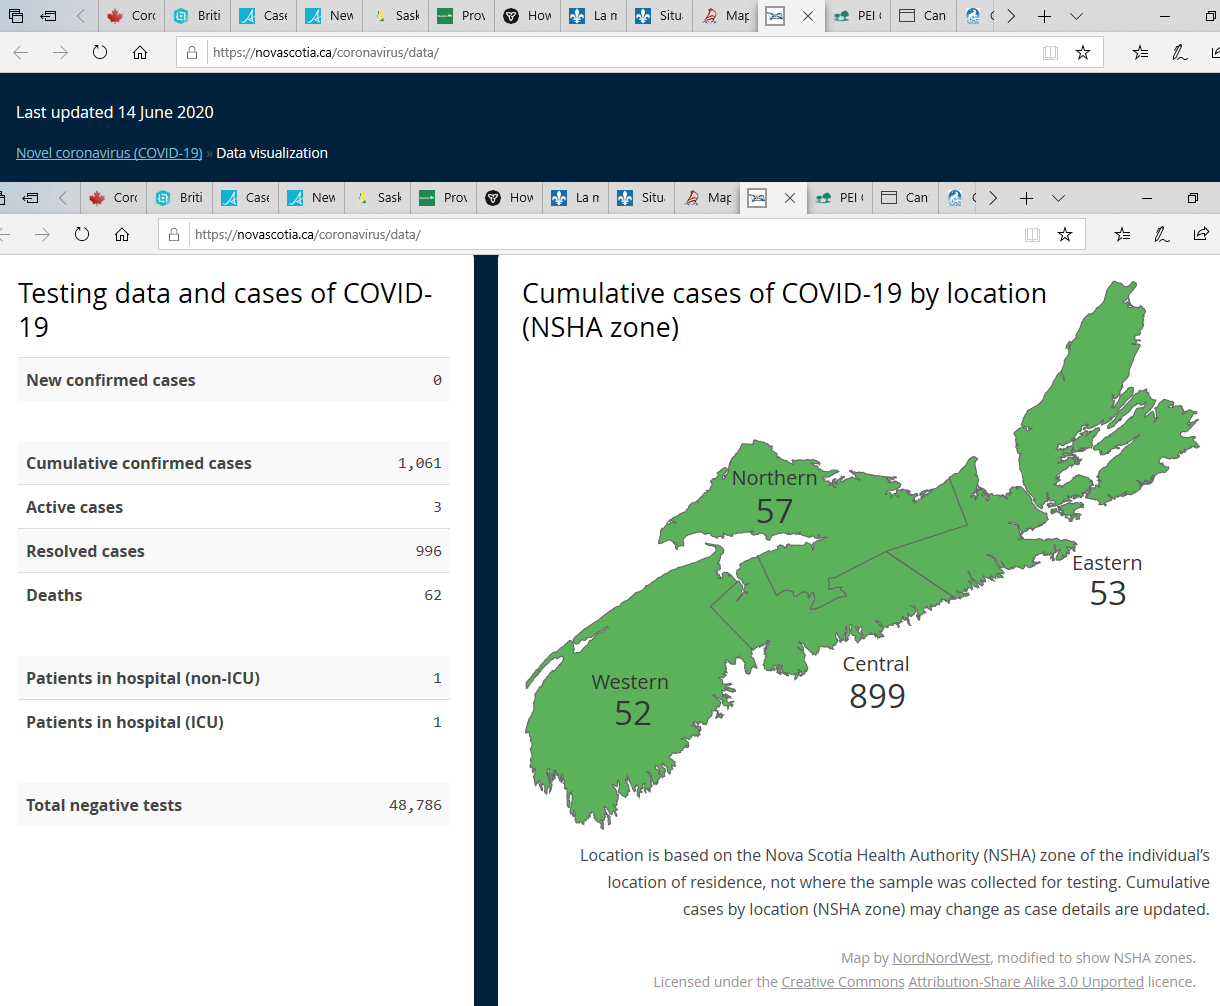 Corc
Briti
Case
New
Sask
Prov
How
La n
Situ
Map
PEI
Can
https://novascotia.ca/coronavirus/data/
Last updated 14 June 2020
Novel coronavirus (COVID-19) » Data visualization
Corc
Briti
Case
New
Sask
Prov
How
La n
Situ
Map
PEI
Can
https://novascotia.ca/coronavirus/data/
Testing data and cases of COVID-
19
New confirmed cases 0
Cumulative confirmed cases 1,061
Active cases 3
Resolved cases 996
Deaths 62
Patients in hospital (non-ICU) 1
Patients in hospital (ICU) 1
Total negative tests 48,786
Cumulative cases of COVID-19 by location
(NSHA zone)
Northern
57
Eastern
53
Central
899
Western
52
Location is based on the Nova Scotia Health Authority (NSHA) zone of the individual’s
location of residence, not where the sample was collected for testing. Cumulative
cases by location (NSHA zone) may change as case details are updated.
Map by NordNordWest, modified to show NSHA zones.
Licensed under the Creative Commons Attribution-Share Alike 3.0 Unported licence.